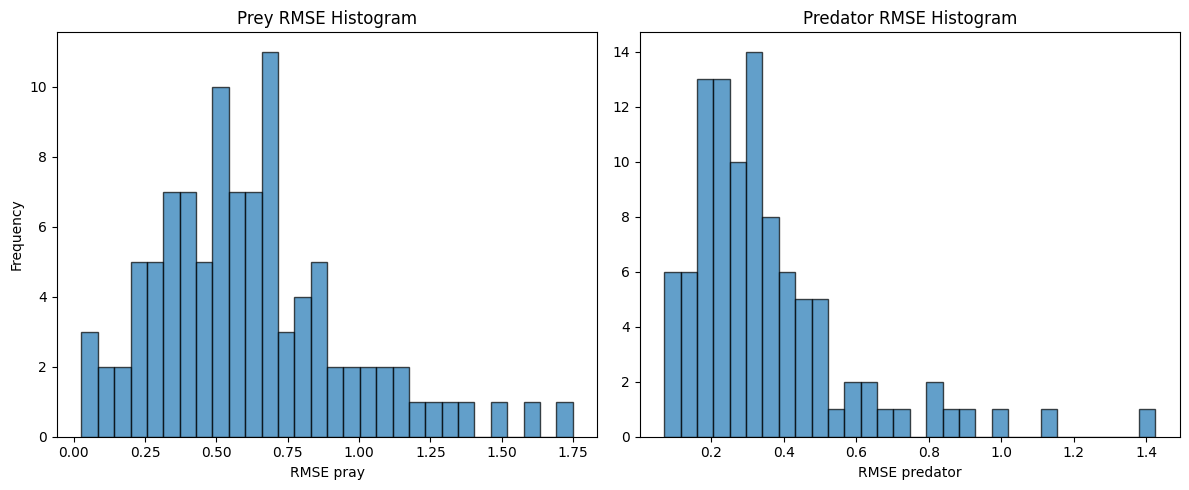 Prey RMSE Histogram
Frequency
10
8
6
4
2
0
0.00 0.25 0.50 0.75 1.00 1.25 1.50 1.75
RMSE pray
Predator RMSE Histogram
14
12
10
8
6
4
2
0
0.2 0.4 0.6 0.8 1.0 1.2 1.4
RMSE predator